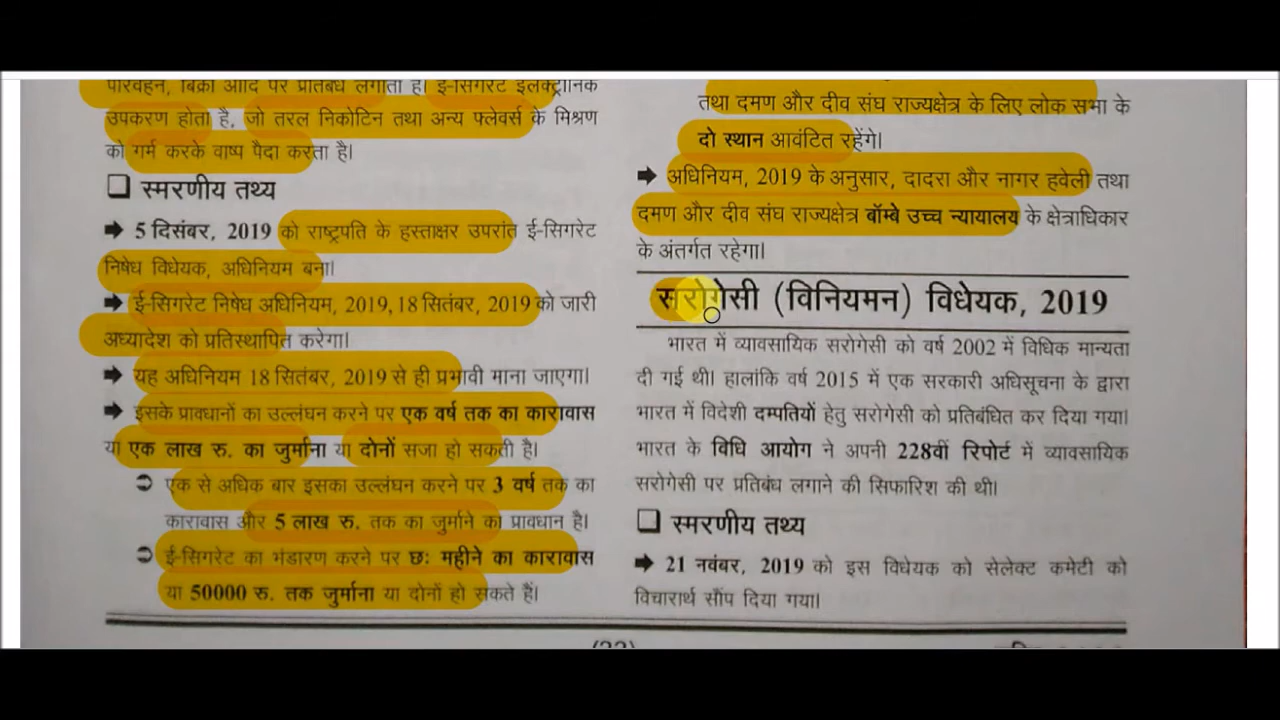 पारवहन, बिक्री आदि पर प्रतिबंध लगाता है। ई-सिगरेट इलेक्ट्रॉनिक
उपकरण होता है, जो तरल निकोटिन तथा अन्य फ्लेवर्स के मिश्रण
को गर्म करके वाष्प पैदा करता है।
❑ स्मरणीय तथ्य
➡ 5 दिसंबर, 2019 को राष्ट्रपति के हस्ताक्षर उपरांत ई-सिगरेट
निषेध विधेयक, अधिनियम बना।
➡ ई-सिगरेट निषेध अधिनियम, 2019, 18 सितंबर, 2019 को जारी
अध्यादेश को प्रतिस्थापित करेगा।
➡ यह अधिनियम 18 सितंबर, 2019 से ही प्रभावी माना जाएगा।
➡ इसके प्रावधानों का उल्लंघन करने पर एक वर्ष तक का कारावास
या एक लाख रु. का जुर्माना या दोनों सजा हो सकती है।
➲ एक से अधिक बार इसका उल्लंघन करने पर 3 वर्ष तक का
कारावास और 5 लाख रु. तक का जुर्माने का प्रावधान है।
➲ ई-सिगरेट का भंडारण करने पर छः महीने का कारावास
या 50000 रु. तक जुर्माना या दोनों हो सकते हैं।
तथा दमण और दीव संघ राज्यक्षेत्र के लिए लोक सभा के
दो स्थान आवंटित रहेंगे।
➡ अधिनियम, 2019 के अनुसार, दादरा और नागर हवेली तथा
दमण और दीव संघ राज्यक्षेत्र बॉम्बे उच्च न्यायालय के क्षेत्राधिकार
के अंतर्गत रहेगा।
सरोगेसी (विनियमन) विधेयक, 2019
भारत में व्यावसायिक सरोगेसी को वर्ष 2002 में विधिक मान्यता
दी गई थी। हालांकि वर्ष 2015 में एक सरकारी अधिसूचना के द्वारा
भारत में विदेशी दम्पतियों हेतु सरोगेसी को प्रतिबंधित कर दिया गया।
भारत के विधि आयोग ने अपनी 228वीं रिपोर्ट में व्यावसायिक
सरोगेसी पर प्रतिबंध लगाने की सिफारिश की थी।
❑ स्मरणीय तथ्य
➡ 21 नवंबर, 2019 को इस विधेयक को सेलेक्ट कमेटी को
विचारार्थ सौंप दिया गया।